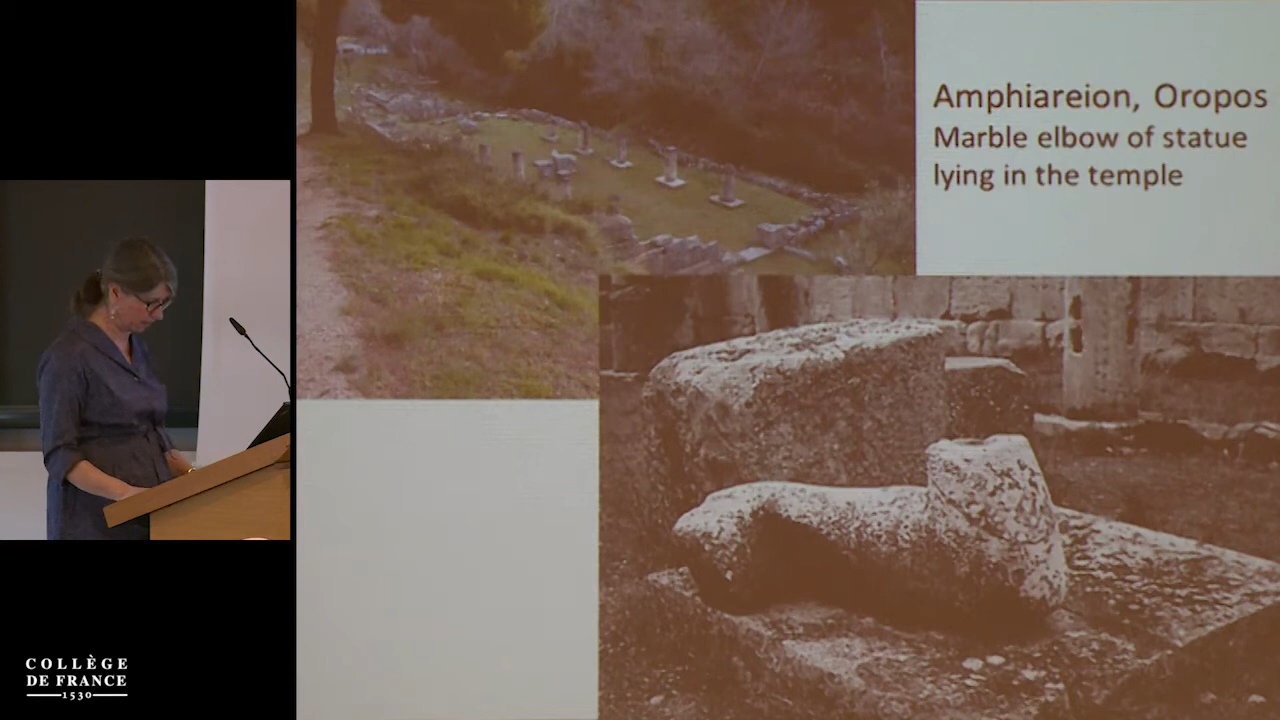 Amphiareion, Oropos
Marble elbow of statue
lying in the temple
COLLÈGE
DE FRANCE
1530